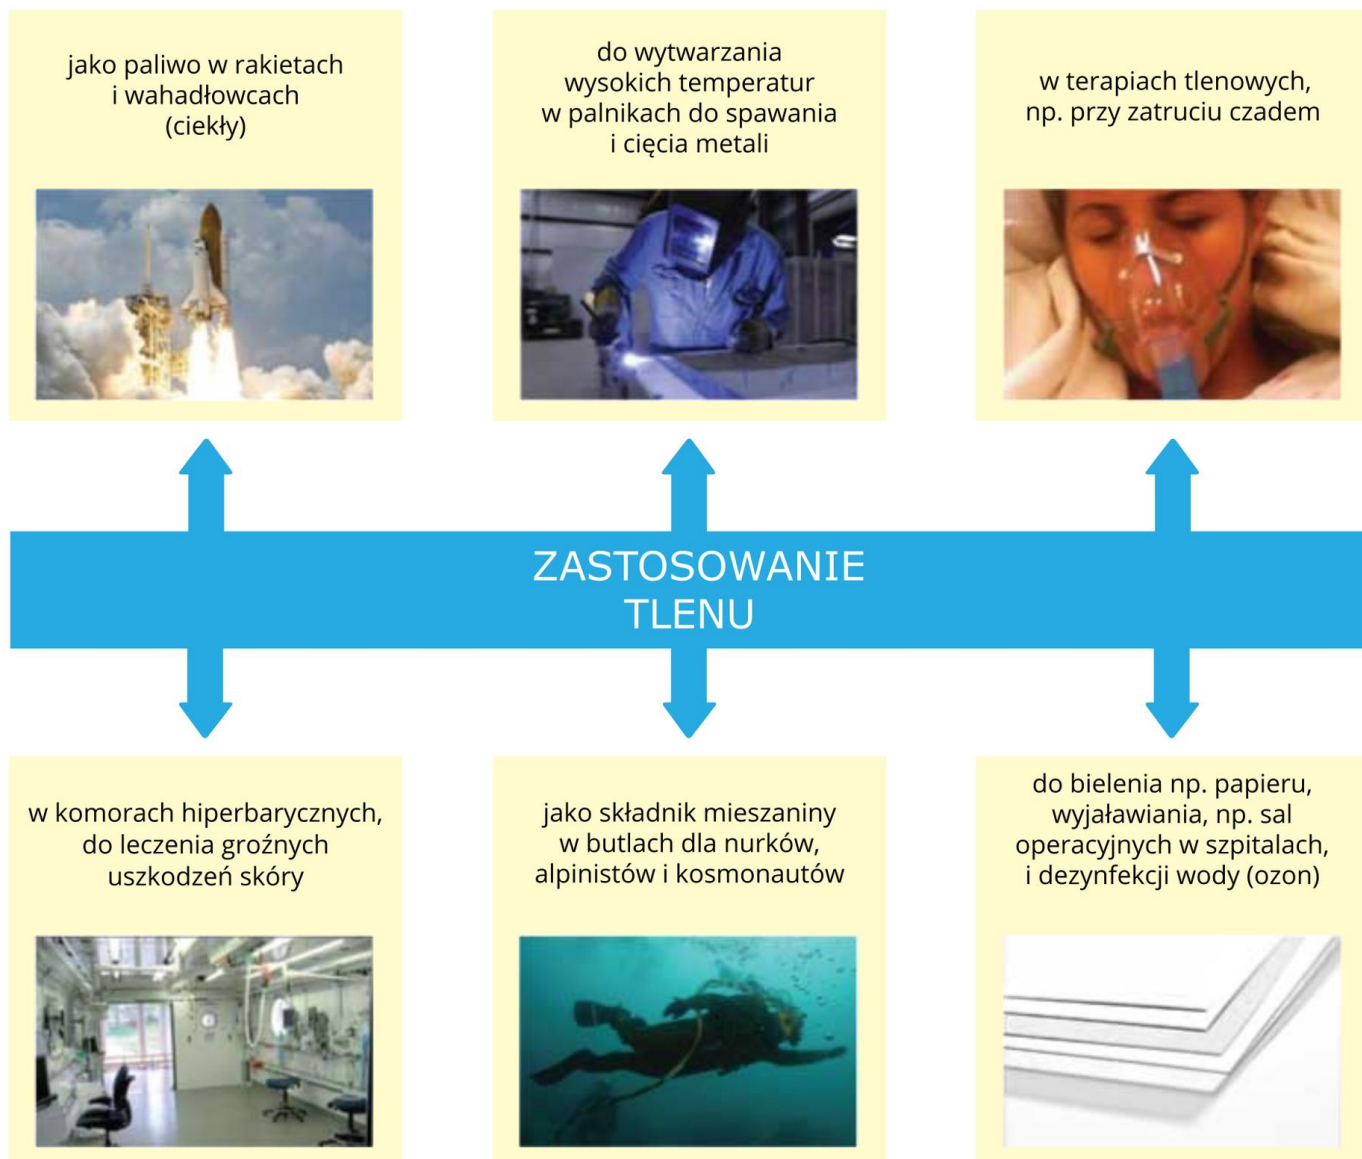 jako paliwo w rakietach
i wahadłowcach
(ciekły)
do wytwarzania
wysokich temperatur
w palnikach do spawania
i cięcia metali
w terapiach tlenowych,
np. przy zatruciu czadem
ZASTOSOWANIE
TLENU
w komorach hiperbarycznych,
do leczenia groźnych
uszkodzeń skóry
jako składnik mieszaniny
w butlach dla nurków,
alpinistów i kosmonautów
do bielenia np. papieru,
wyjaławiania, np. sal
operacyjnych w szpitalach,
i dezynfekcji wody (ozon)